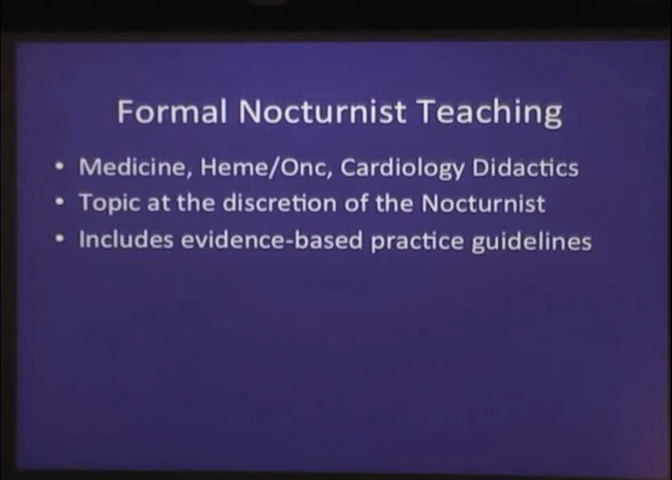 Formal Nocturnist Teaching
• Medicine, Heme/Onc, Cardiology Didactics
• Topic at the discretion of the Nocturnist
• Includes evidence-based practice guidelines